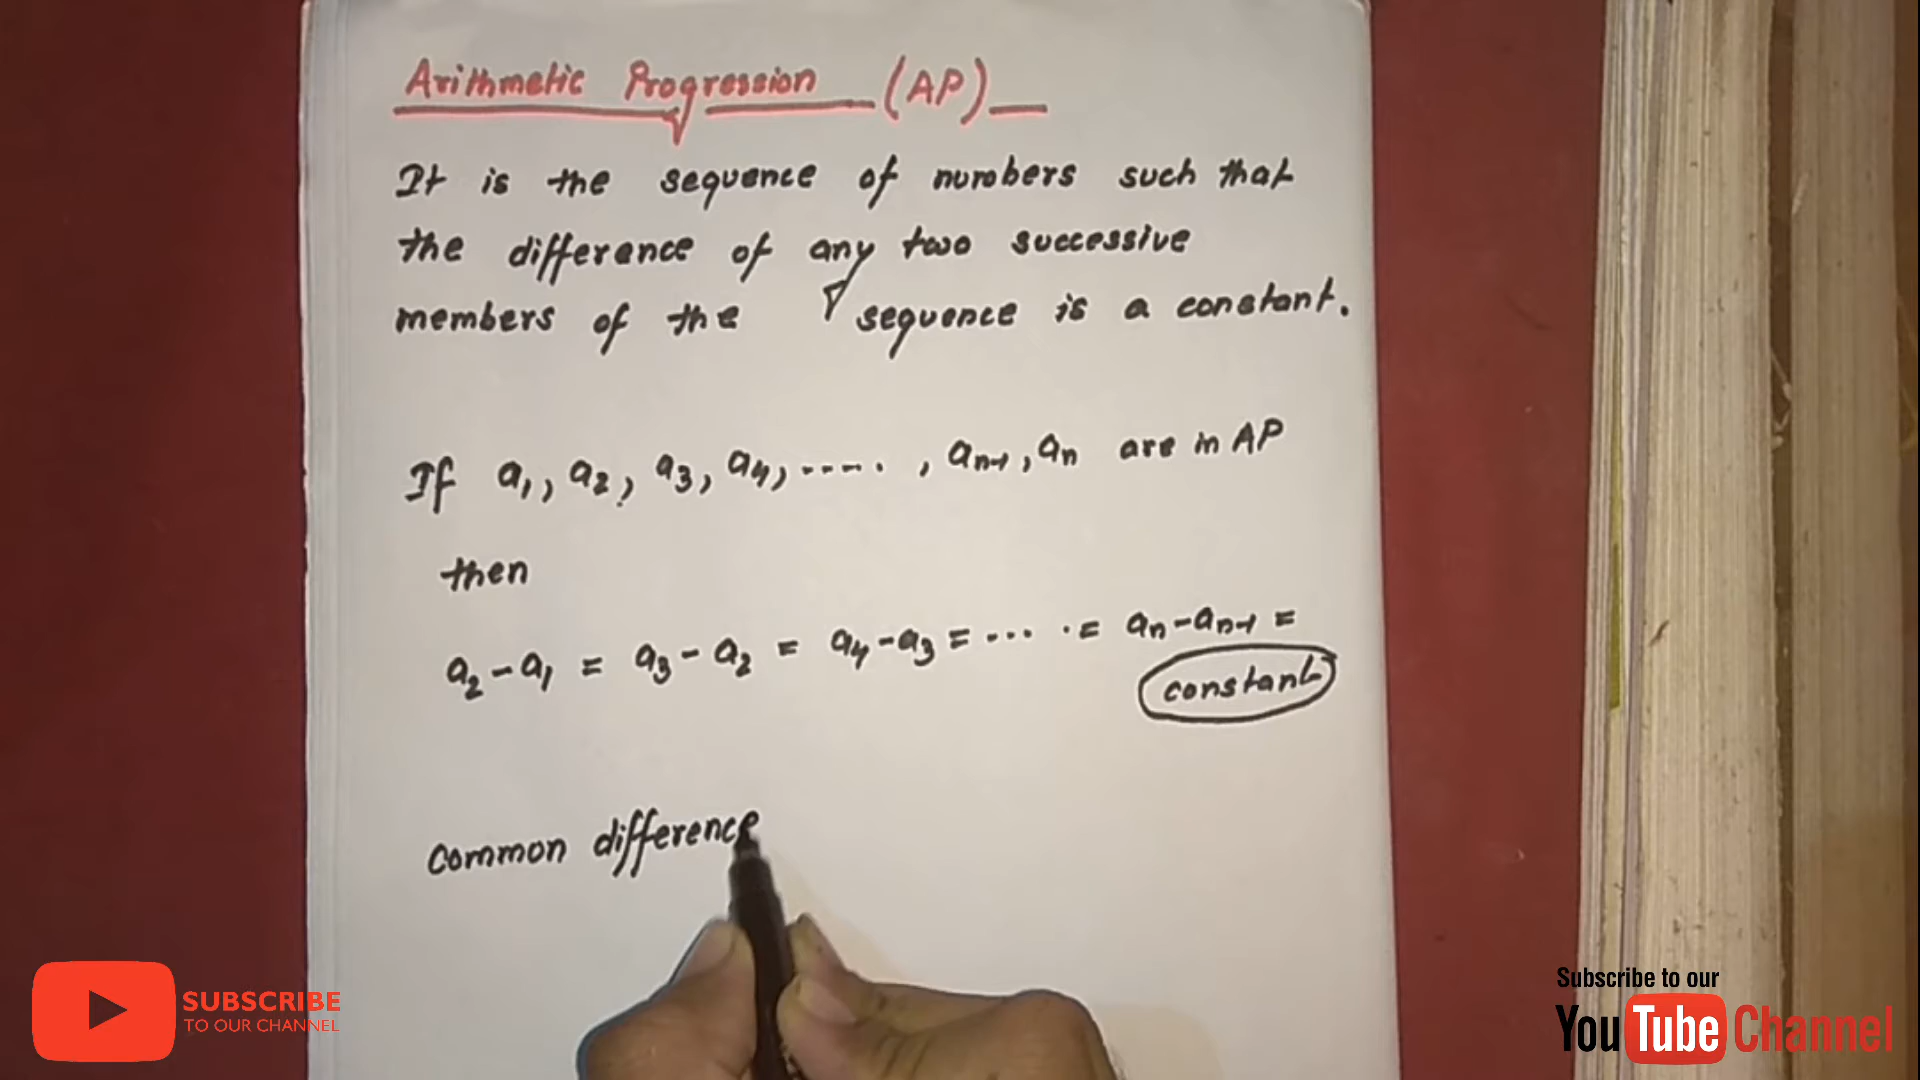 Arithmetic Progression (AP)
It is the sequence of numbers such that
the difference of any two successive
members of the sequence is a constant.
If a₁, a₂, a₃, a₄, ....., aₙ₋₁, aₙ are in AP
then
a₂-a₁ = a₃-a₂ = a₄-a₃ = .... = aₙ-aₙ₋₁ =
constant
Common difference
SUBSCRIBE
TO OUR CHANNEL
Subscribe to our
YouTube Channel